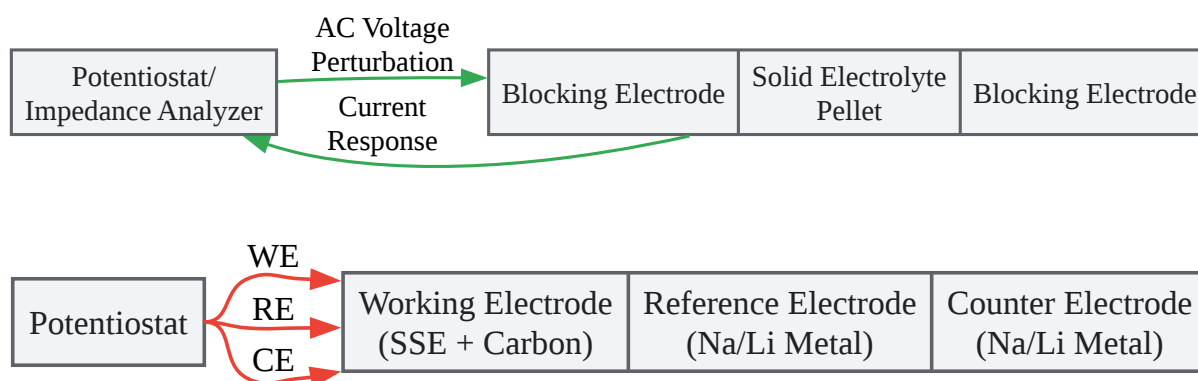 AC Voltage
Perturbation
Potentiostat/
Impedance Analyzer
Current
Response
Blocking Electrode
Solid Electrolyte
Pellet
Blocking Electrode
WE
RE
CE
Potentiostat
Working Electrode
(SSE + Carbon)
Reference Electrode
(Na/Li Metal)
Counter Electrode
(Na/Li Metal)